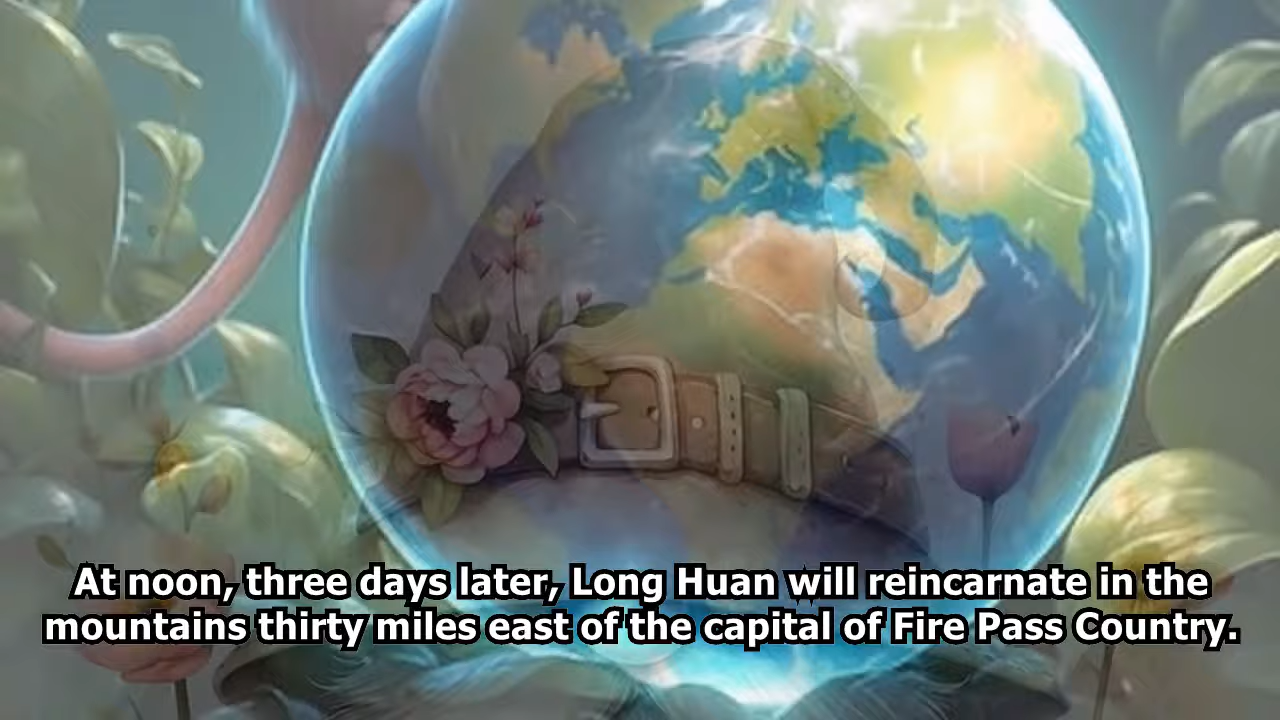 At noon, three days later, Long Huan will reincarnate in the
mountains thirty miles east of the capital of Fire Pass Country.